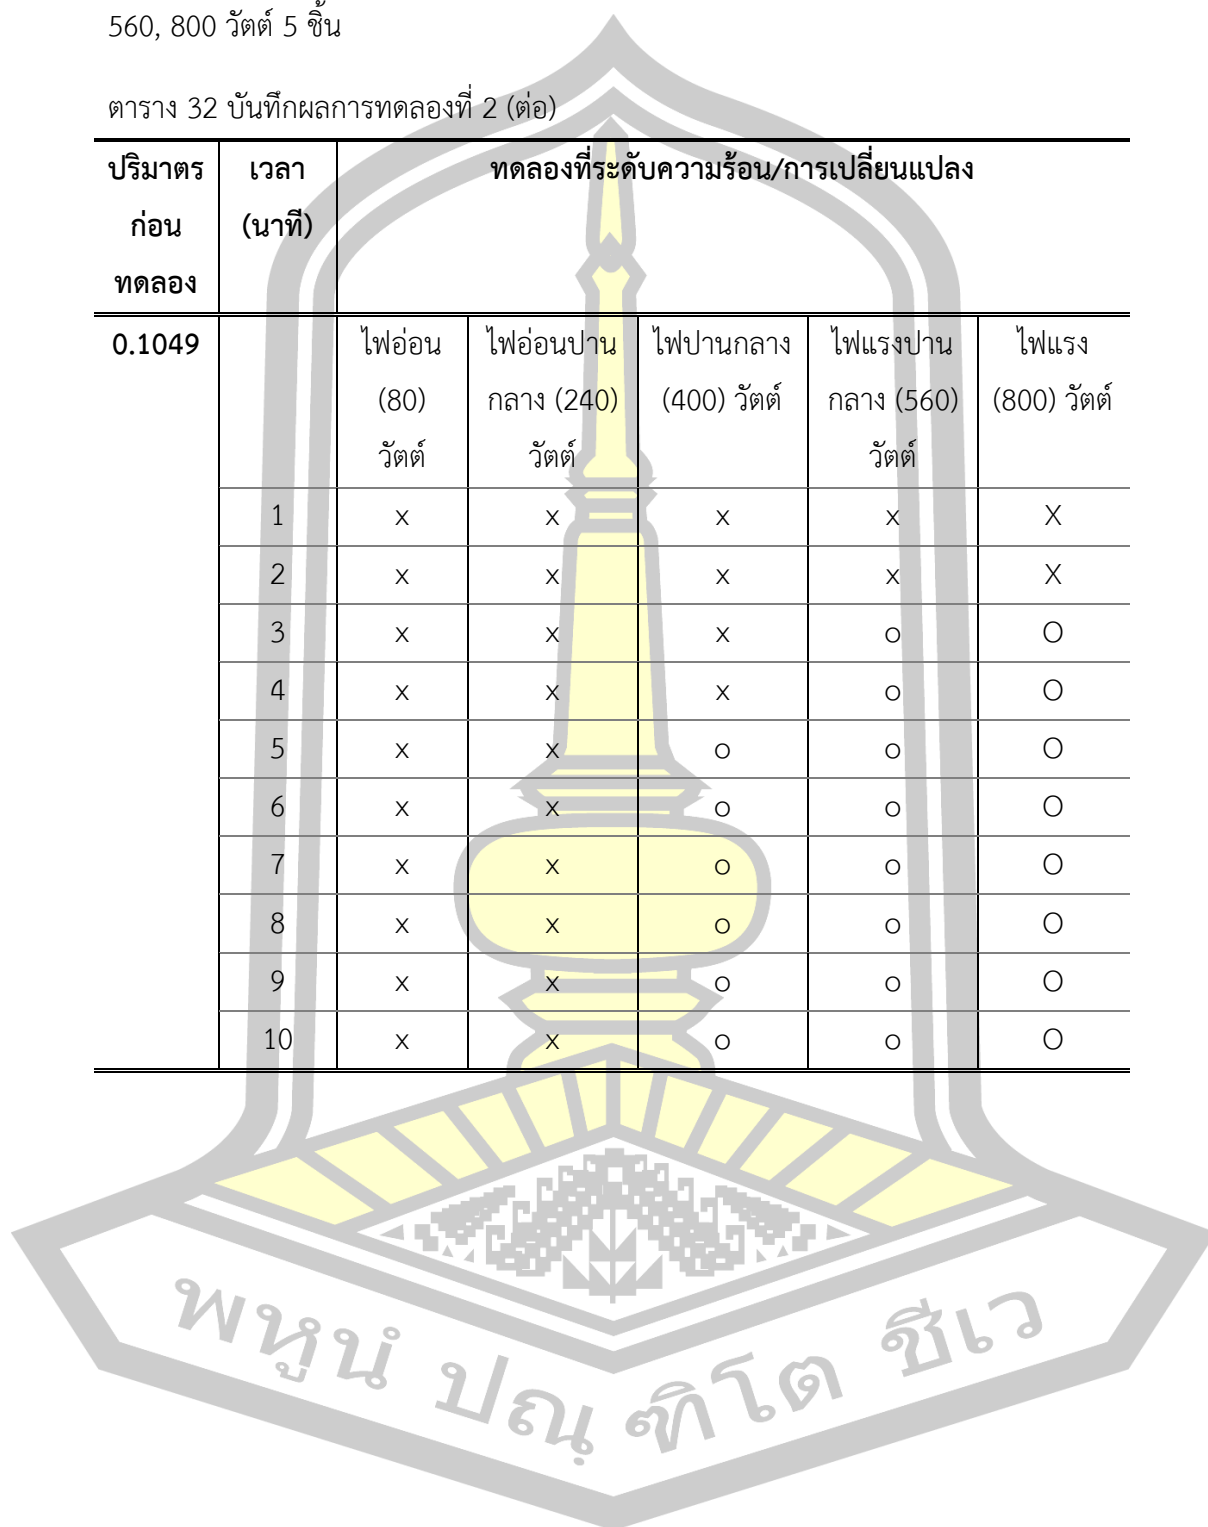 560, 800 วัตต์ 5 ชิ้น
ตาราง 32 บันทึกผลการทดลองที่ 2 (ต่อ)
ปริมาตร เวลา ทดลองที่ระดับความร้อน/การเปลี่ยนแปลง
ก่อน (นาที)
ทดลอง
0.1049 ไฟอ่อน ไฟอ่อนปาน ไฟปานกลาง ไฟแรงปาน ไฟแรง
(80) กลาง (240) (400) วัตต์ กลาง (560) (800) วัตต์
วัตต์ วัตต์ วัตต์
1 x x x x X
2 x x x x X
3 x x x o O
4 x x x o O
5 x x o o O
6 x x o o O
7 x x o o O
8 x x o o O
9 x x o o O
10 x x o o O
พหูนํ ปณฺฑิโต ชีเว